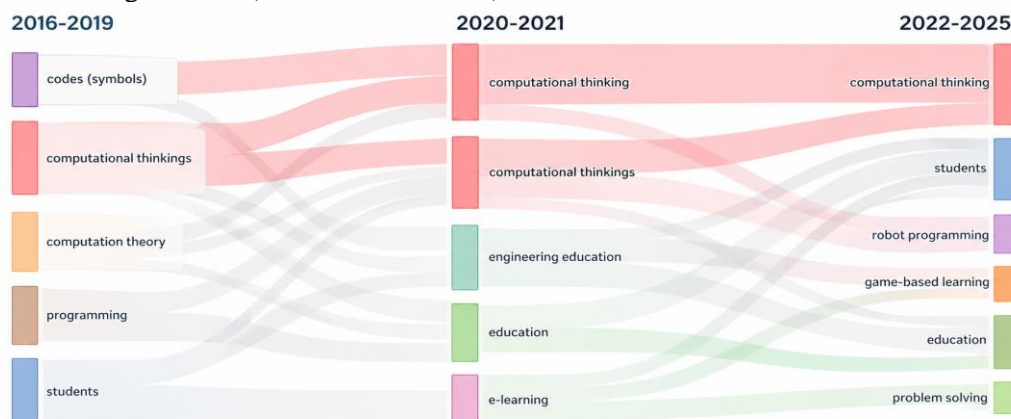 2016-2019
2020-2021
2022-2025
codes (symbols)
computational thinkings
computation theory
programming
students
computational thinking
computational thinkings
engineering education
education
e-learning
computational thinking
students
robot programming
game-based learning
education
problem solving